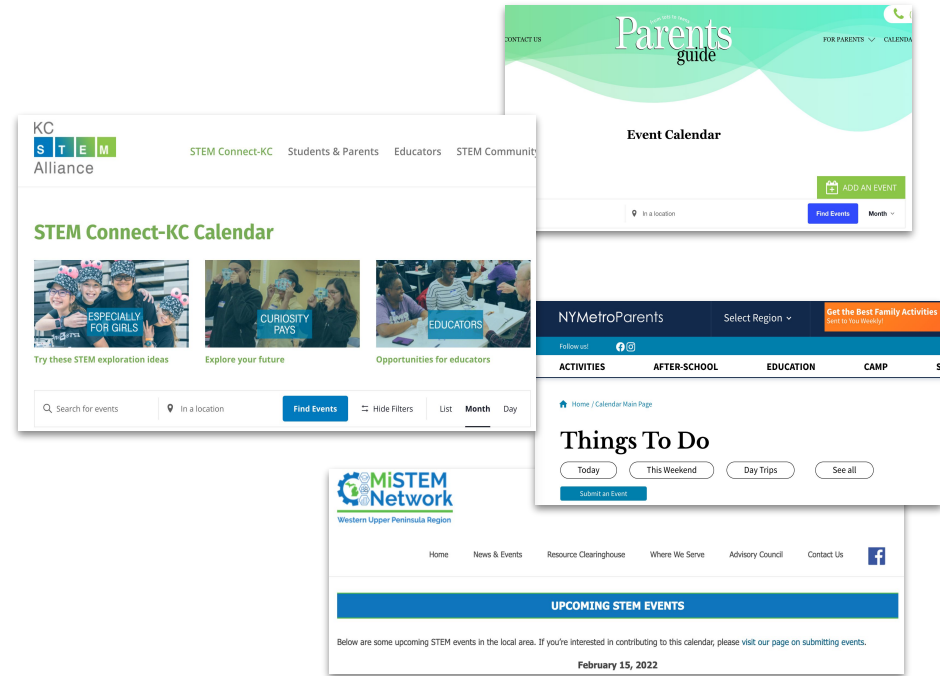 CONTACT US
Parents
guide
FOR PARENTS
CALENDA
Event Calendar
ADD AN EVENT
In a location
Find Events
Month
KC
STEM
Alliance
STEM Connect-KC
Students & Parents
Educators
STEM Community
STEM Connect-KC Calendar
ESPECIALLY
FOR GIRLS
CURIOSITY
PAYS
EDUCATORS
Try these STEM exploration ideas
Explore your future
Opportunities for educators
Search for events
In a location
Find Events
Hide Filters
List
Month
Day
NYMetroParents
Select Region
Get the Best Family Activities
Sent to You Weekly!
Follow us!
ACTIVITIES
AFTER-SCHOOL
EDUCATION
CAMP
S
Home / Calendar Main Page
Things To Do
Today
This Weekend
Day Trips
See all
Submit an Event
MiSTEM
Network
Western Upper Peninsula Region
Home
News & Events
Resource Clearinghouse
Where We Serve
Advisory Council
Contact Us
UPCOMING STEM EVENTS
Below are some upcoming STEM events in the local area. If you're interested in contributing to this calendar, please visit our page on submitting events.
February 15, 2022